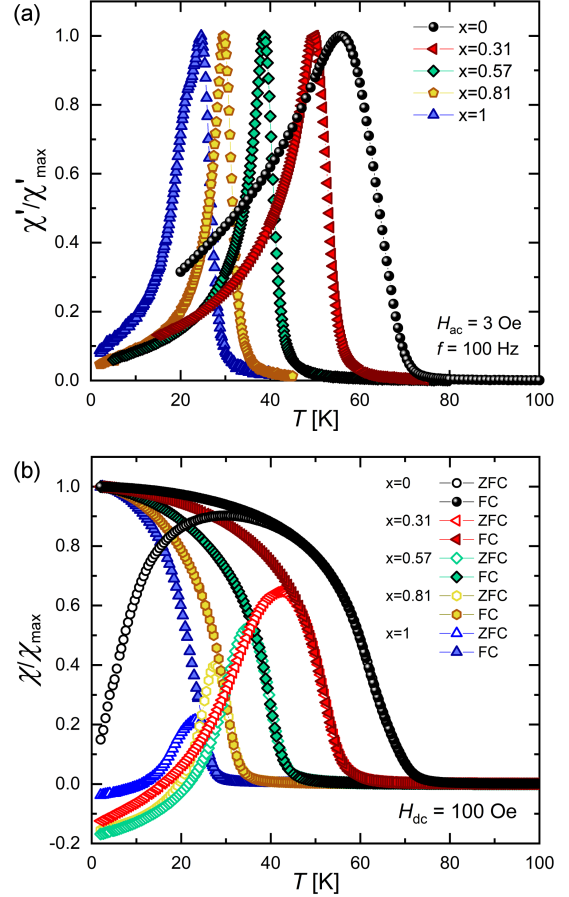 (a)
χ'/χ'max
1.0
0.8
0.6
0.4
0.2
0.0
x=0
x=0.31
x=0.57
x=0.81
x=1
Hac = 3 Oe
f = 100 Hz
0 20 40 60 80 100
T [K]
(b)
χ/χmax
1.0
0.8
0.6
0.4
0.2
0.0
-0.2
x=0 ZFC
FC
x=0.31 ZFC
FC
x=0.57 ZFC
FC
x=0.81 ZFC
FC
x=1 ZFC
FC
Hdc = 100 Oe
0 20 40 60 80 100
T [K]